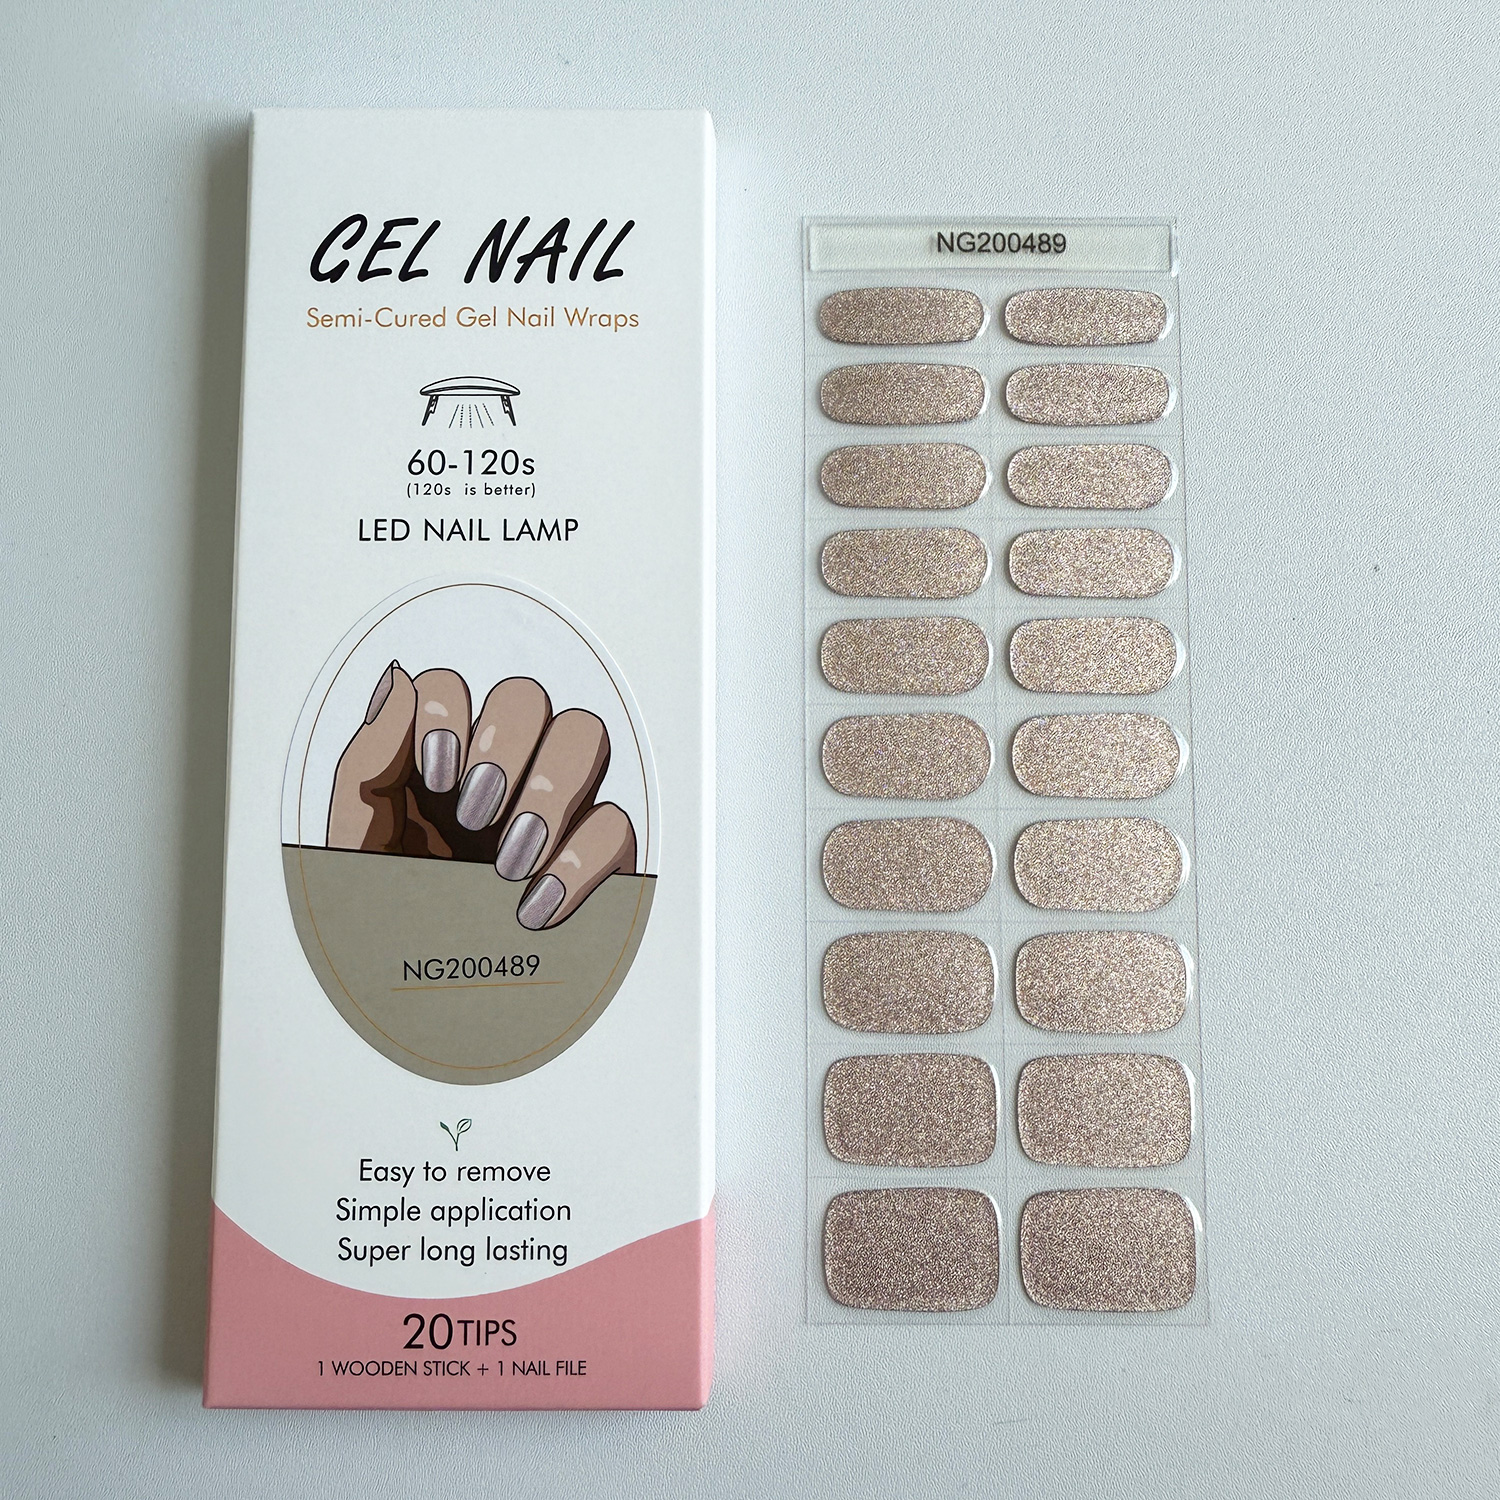 GEL NAIL
Semi-Cured Gel Nail Wraps
60-120s
(120s is better)
LED NAIL LAMP
NG200489
Easy to remove
Simple application
Super long lasting
20 TIPS
1 WOODEN STICK + 1 NAIL FILE
NG200489